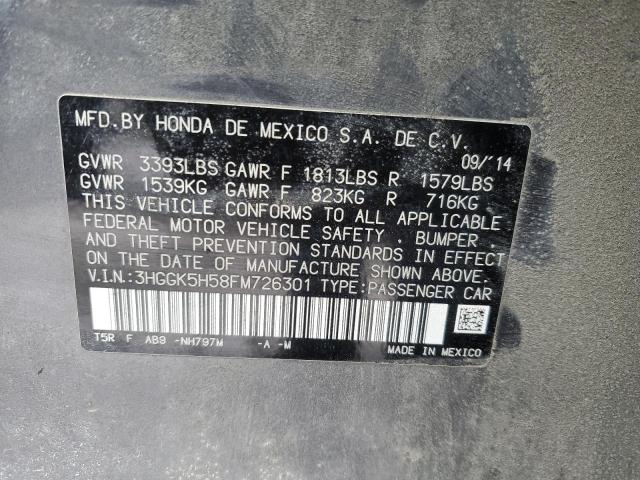 MFD.BY HONDA DE MEXICO S.A. DE C.V.
09/'14
GVWR 3393LBS GAWR F 1813LBS R 1579LBS
GVWR 1539KG GAWR F 823KG R 716KG
THIS VEHICLE CONFORMS TO ALL APPLICABLE
FEDERAL MOTOR VEHICLE SAFETY , BUMPER ,
AND THEFT PREVENTION STANDARDS IN EFFECT
ON THE DATE OF MANUFACTURE SHOWN ABOVE.
V.I.N.:3HGGK5H58FM726301 TYPE:PASSENGER CAR
T5R F AB9 -NH797M -A -M
MADE IN MEXICO